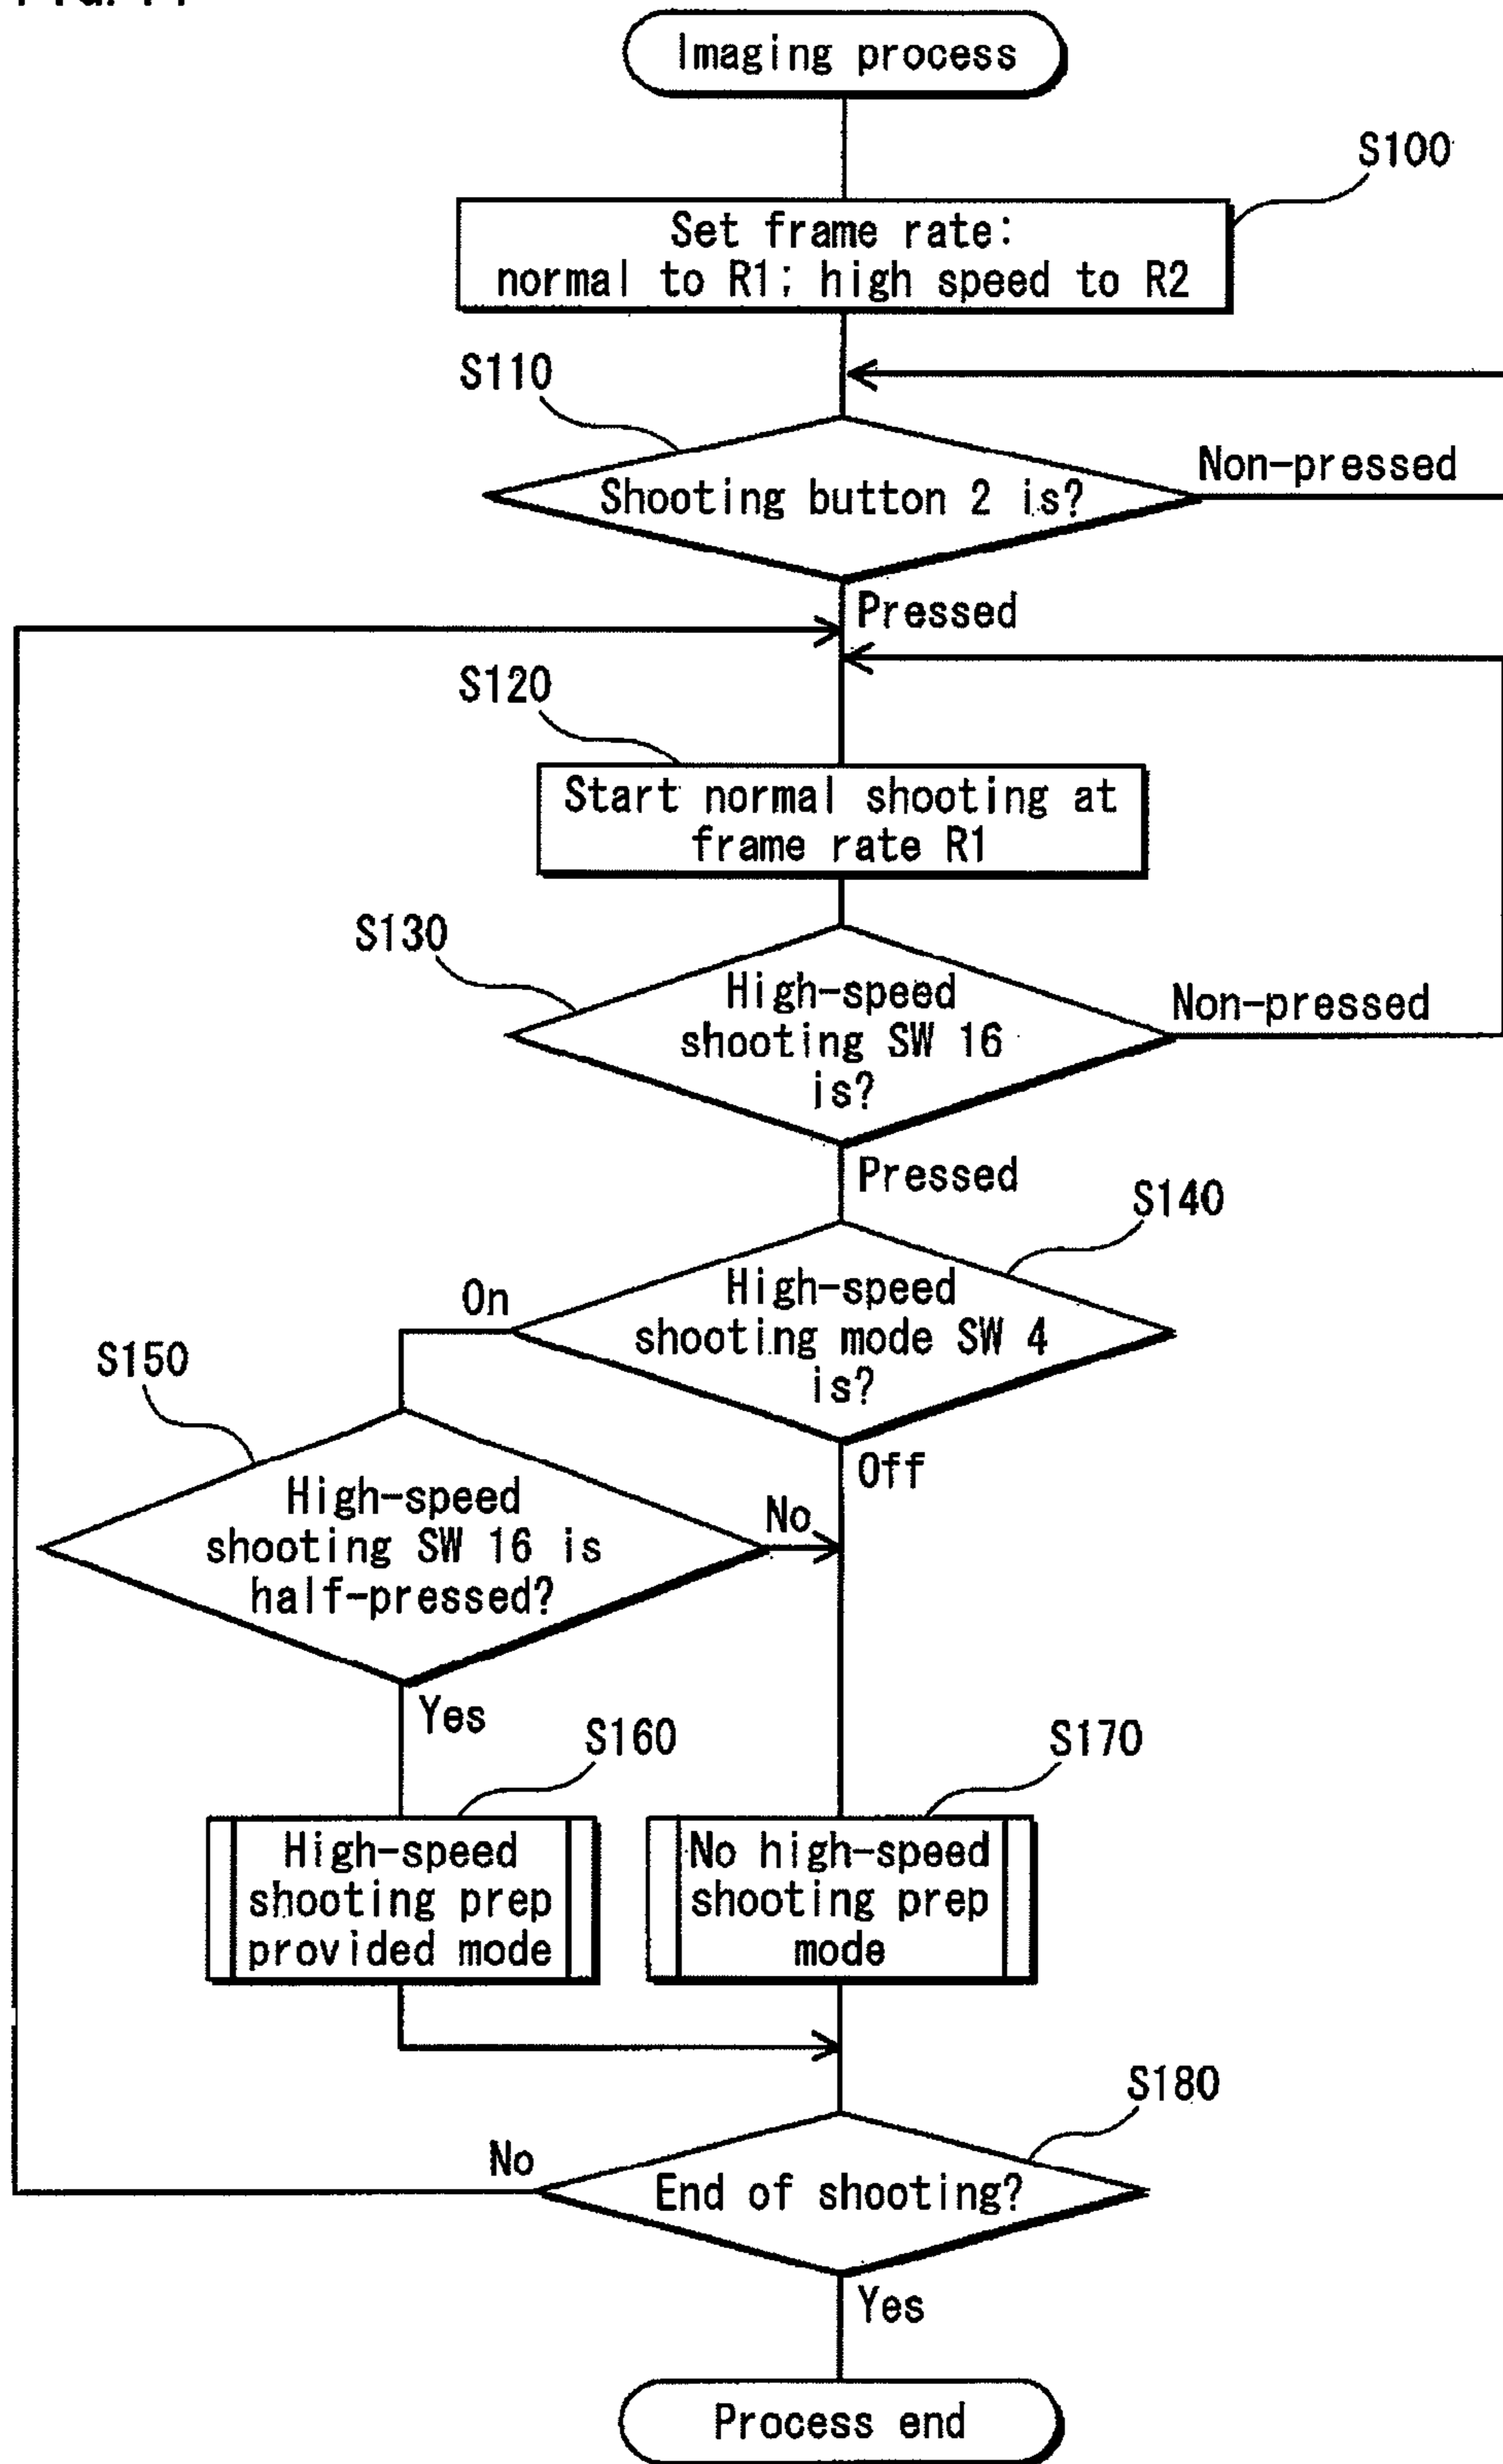 Imaging process
S100
Set frame rate:
normal to R1; high speed to R2
S110
Shooting button 2 is?
Non-pressed
Pressed
S120
Start normal shooting at
frame rate R1
S130
High-speed
shooting SW 16
is?
Non-pressed
Pressed
S140
High-speed
shooting mode SW 4
is?
On
Off
S150
High-speed
shooting SW 16 is
half-pressed?
No
Yes
S160
High-speed
shooting prep
provided mode
S170
No high-speed
shooting prep
mode
S180
End of shooting?
No
Yes
Process end